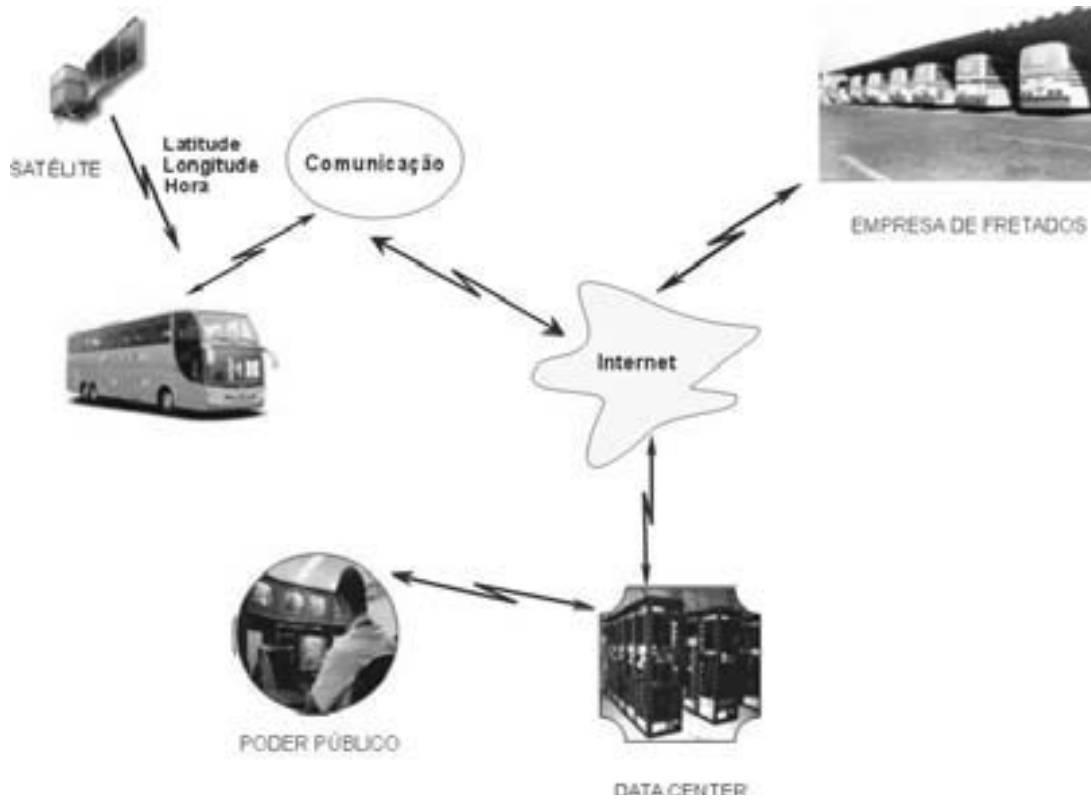 SATÉLITE
Latitude
Longitude
Hora
Comunicação
EMPRESA DE FRETADOS
Internet
PODER PÚBLICO
DATA CENTER